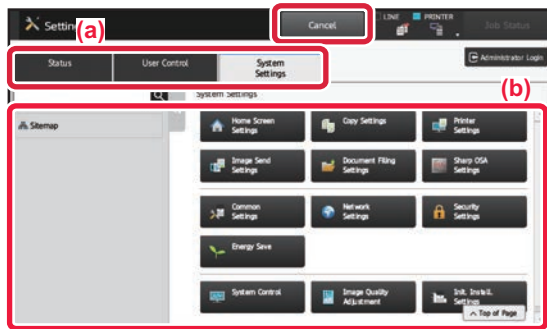 Settings
Cancel
LINE
PRINTER
Job Status
(a)
Status
User Control
System
Settings
Administrator Login
(b)
System Settings
Sitemap
Home Screen
Settings
Copy Settings
Printer
Settings
Image Send
Settings
Document Filing
Settings
Sharp OSA
Settings
Common
Settings
Network
Settings
Security
Settings
Energy Save
System Control
Image Quality
Adjustment
Init. Install.
Settings
Top of Page